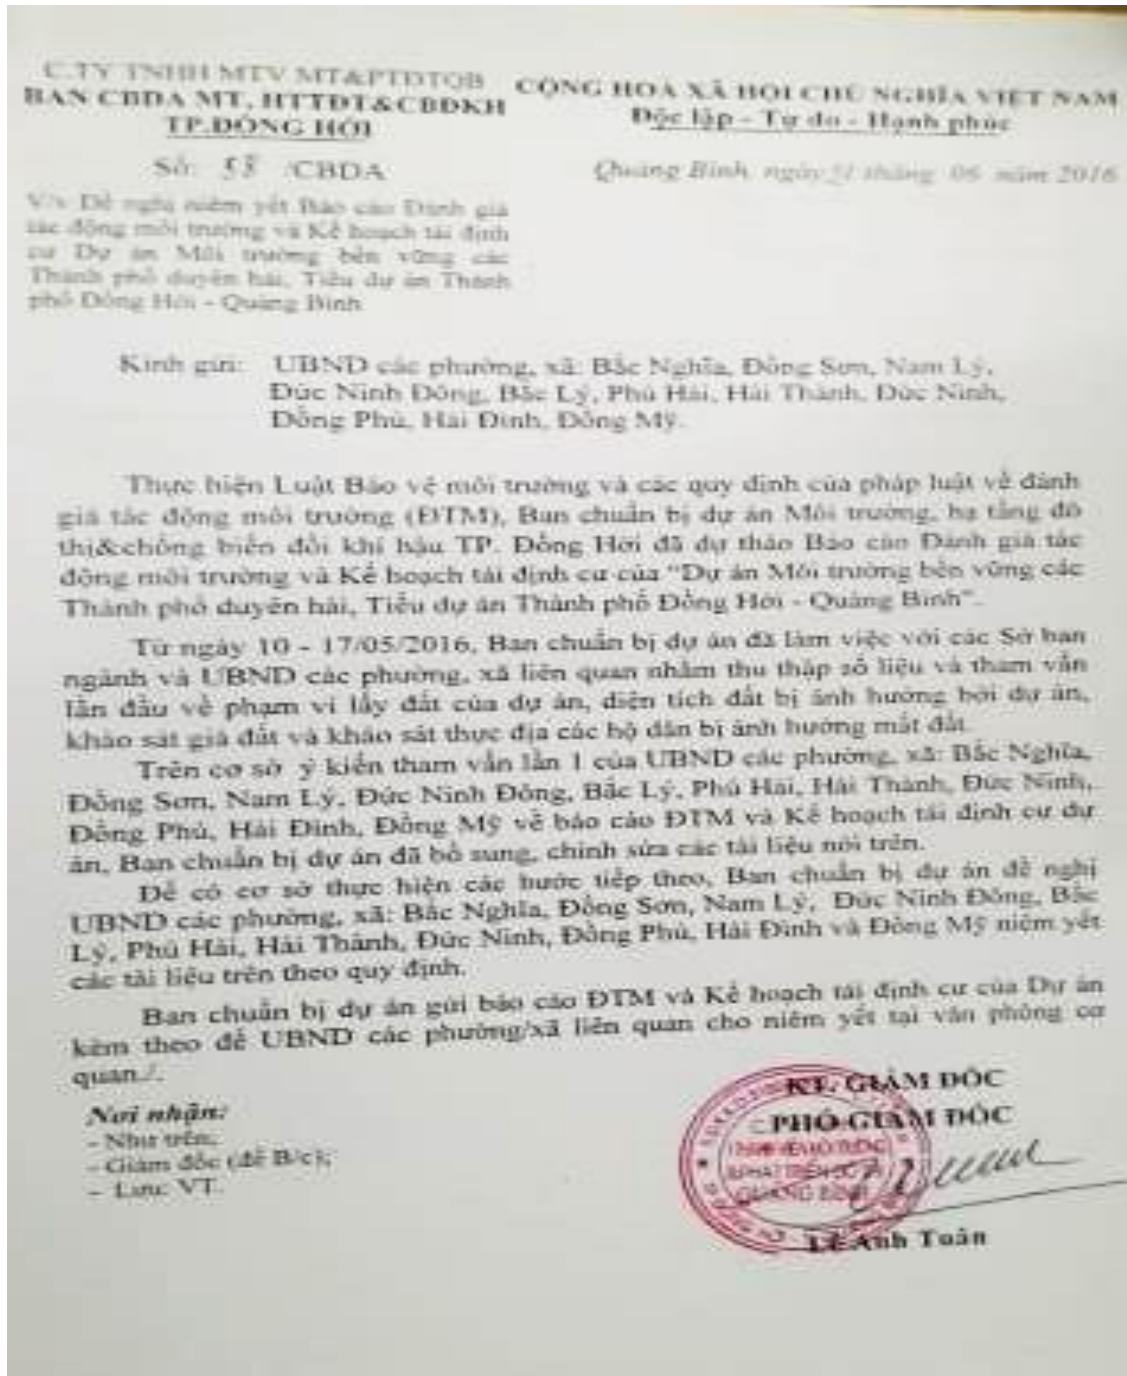 C.TY TNHH MTV MT&PTĐTQB
BAN CBDA MT, HTTĐT&CBĐKH
TP.ĐỒNG HỚI
CỘNG HOÀ XÃ HỘI CHỦ NGHĨA VIỆT NAM
Độc lập - Tự do - Hạnh phúc
Số: 58 /CBDA
Quảng Bình, ngày 21 tháng 06 năm 2016
V/v Đề nghị niêm yết Báo cáo Đánh giá
tác động môi trường và Kế hoạch tái định
cư Dự án Môi trường bền vững các
Thành phố duyên hải, Tiểu dự án Thành
phố Đồng Hới - Quảng Bình
Kính gửi: UBND các phường, xã: Bắc Nghĩa, Đồng Sơn, Nam Lý,
Đức Ninh Đông, Bắc Lý, Phú Hải, Hải Thành, Đức Ninh,
Đồng Phú, Hải Đình, Đồng Mỹ.
Thực hiện Luật Bảo vệ môi trường và các quy định của pháp luật về đánh
giá tác động môi trường (ĐTM), Ban chuẩn bị dự án Môi trường, hạ tầng đô
thị&chống biến đổi khí hậu TP. Đồng Hới đã dự thảo Báo cáo Đánh giá tác
động môi trường và Kế hoạch tái định cư của “Dự án Môi trường bền vững các
Thành phố duyên hải, Tiểu dự án Thành phố Đồng Hới - Quảng Bình”.
Từ ngày 10 - 17/05/2016, Ban chuẩn bị dự án đã làm việc với các Sở ban
ngành và UBND các phường, xã liên quan nhằm thu thập số liệu và tham vấn
lần đầu về phạm vi lấy đất của dự án, diện tích đất bị ảnh hưởng bởi dự án,
khảo sát giá đất và khảo sát thực địa các hộ dân bị ảnh hưởng mất đất.
Trên cơ sở ý kiến tham vấn lần 1 của UBND các phường, xã: Bắc Nghĩa,
Đồng Sơn, Nam Lý, Đức Ninh Đông, Bắc Lý, Phú Hải, Hải Thành, Đức Ninh,
Đồng Phú, Hải Đình, Đồng Mỹ về báo cáo ĐTM và Kế hoạch tái định cư dự
án, Ban chuẩn bị dự án đã bổ sung, chỉnh sửa các tài liệu nói trên.
Để có cơ sở thực hiện các bước tiếp theo, Ban chuẩn bị dự án đề nghị
UBND các phường, xã: Bắc Nghĩa, Đồng Sơn, Nam Lý, Đức Ninh Đông, Bắc
Lý, Phú Hải, Hải Thành, Đức Ninh, Đồng Phú, Hải Đình và Đồng Mỹ niêm yết
các tài liệu trên theo quy định.
Ban chuẩn bị dự án gửi báo cáo ĐTM và Kế hoạch tái định cư của Dự án
kèm theo để UBND các phường/xã liên quan cho niêm yết tại văn phòng cơ
quan./.
Nơi nhận:
- Như trên;
- Giám đốc (để B/c);
- Lưu: VT.
KT. GIÁM ĐỐC
PHÓ GIÁM ĐỐC
QUẢNG BÌNH
Lê Anh Tuấn